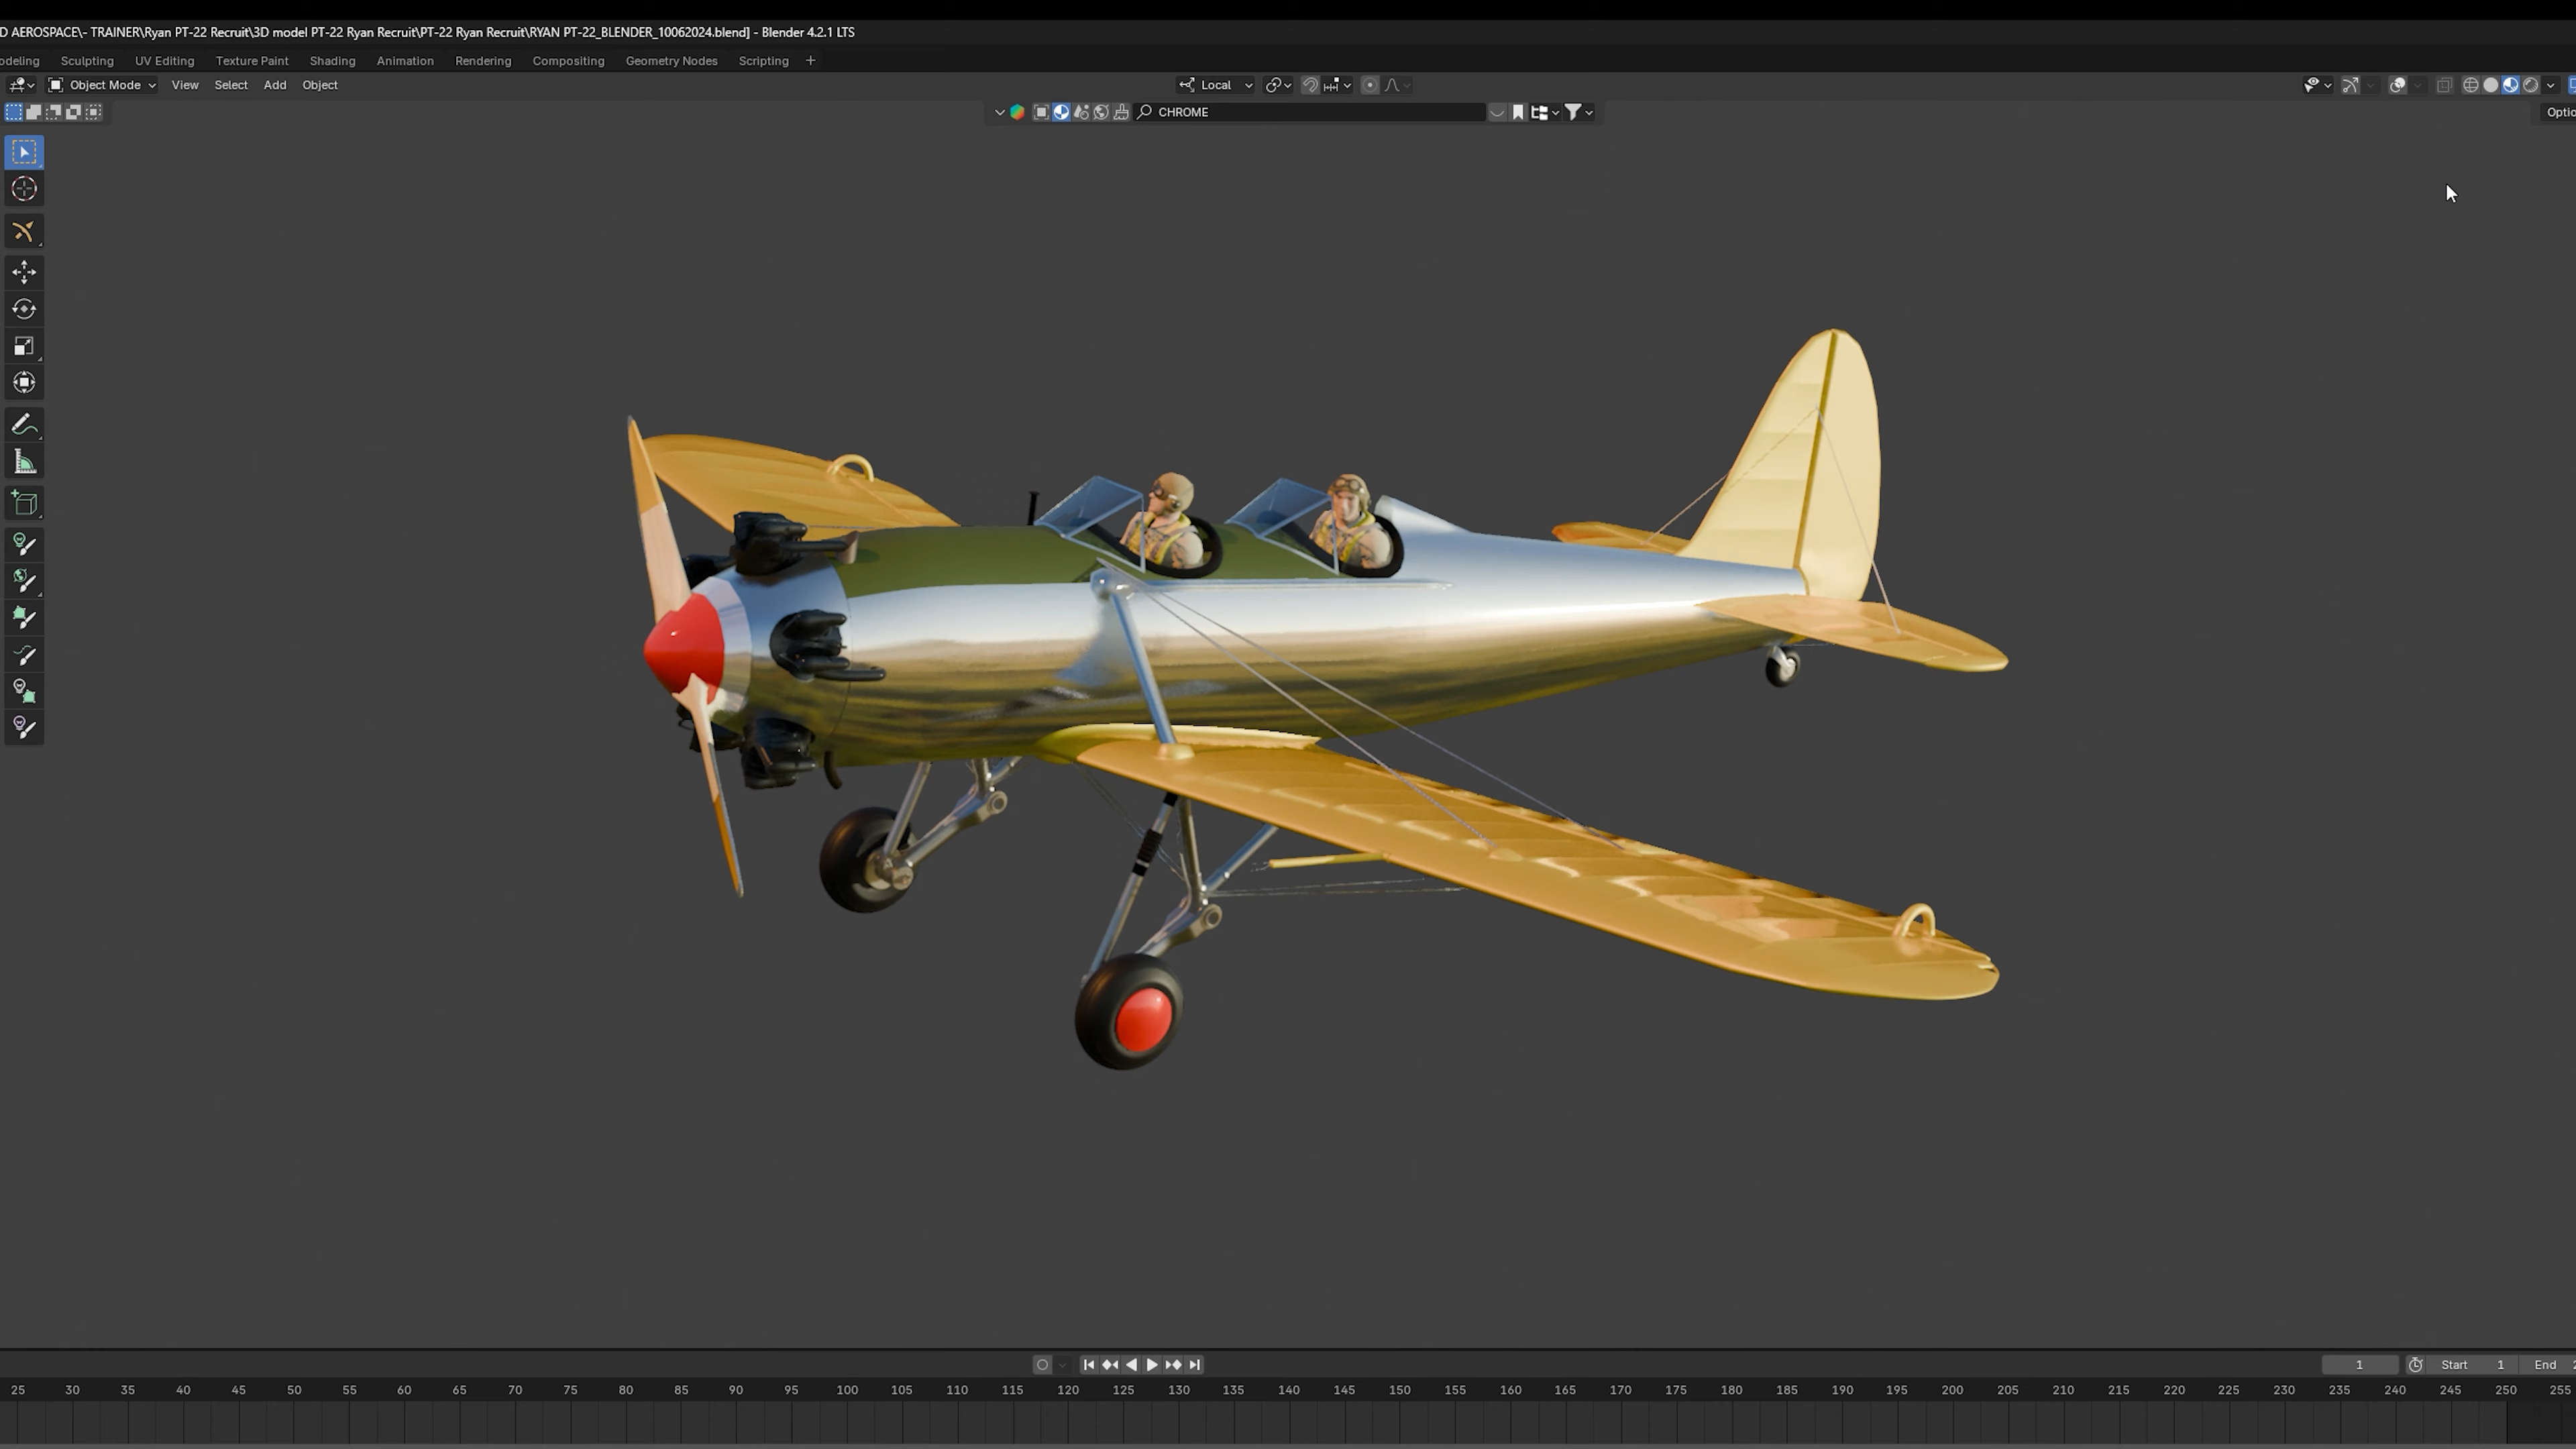 D AEROSPACE\- TRAINER\Ryan PT-22 Recruit\3D model PT-22 Ryan Recruit\PT-22 Ryan Recruit\RYAN PT-22_BLENDER_10062024.blend] - Blender 4.2.1 LTS
odeling Sculpting UV Editing Texture Paint Shading Animation Rendering Compositing Geometry Nodes Scripting +
Object Mode View Select Add Object Local
CHROME Optio
1 Start 1 End 2
25 30 35 40 45 50 55 60 65 70 75 80 85 90 95 100 105 110 115 120 125 130 135 140 145 150 155 160 165 170 175 180 185 190 195 200 205 210 215 220 225 230 235 240 245 250 255